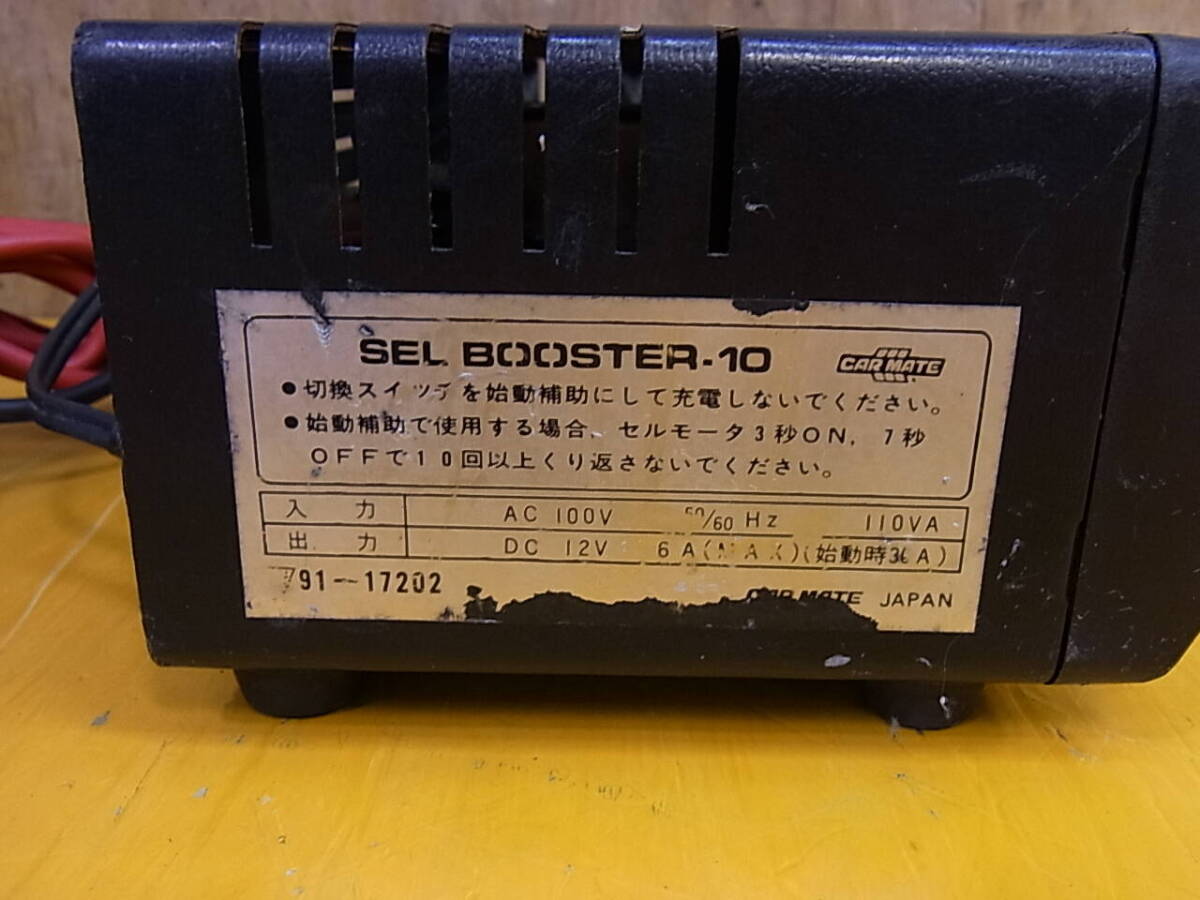 SEL BOOSTER-10
CAR MATE
●切換スイッチを始動補助にして充電しないでください。
●始動補助で使用する場合、セルモータ3秒ON, 7秒
OFFで10回以上くり返さないでください。
入 力 AC 100V 50/60 Hz 110VA
出 力 DC 12V 6A(MAX)(始動時36A)
791-17202
CAR MATE JAPAN